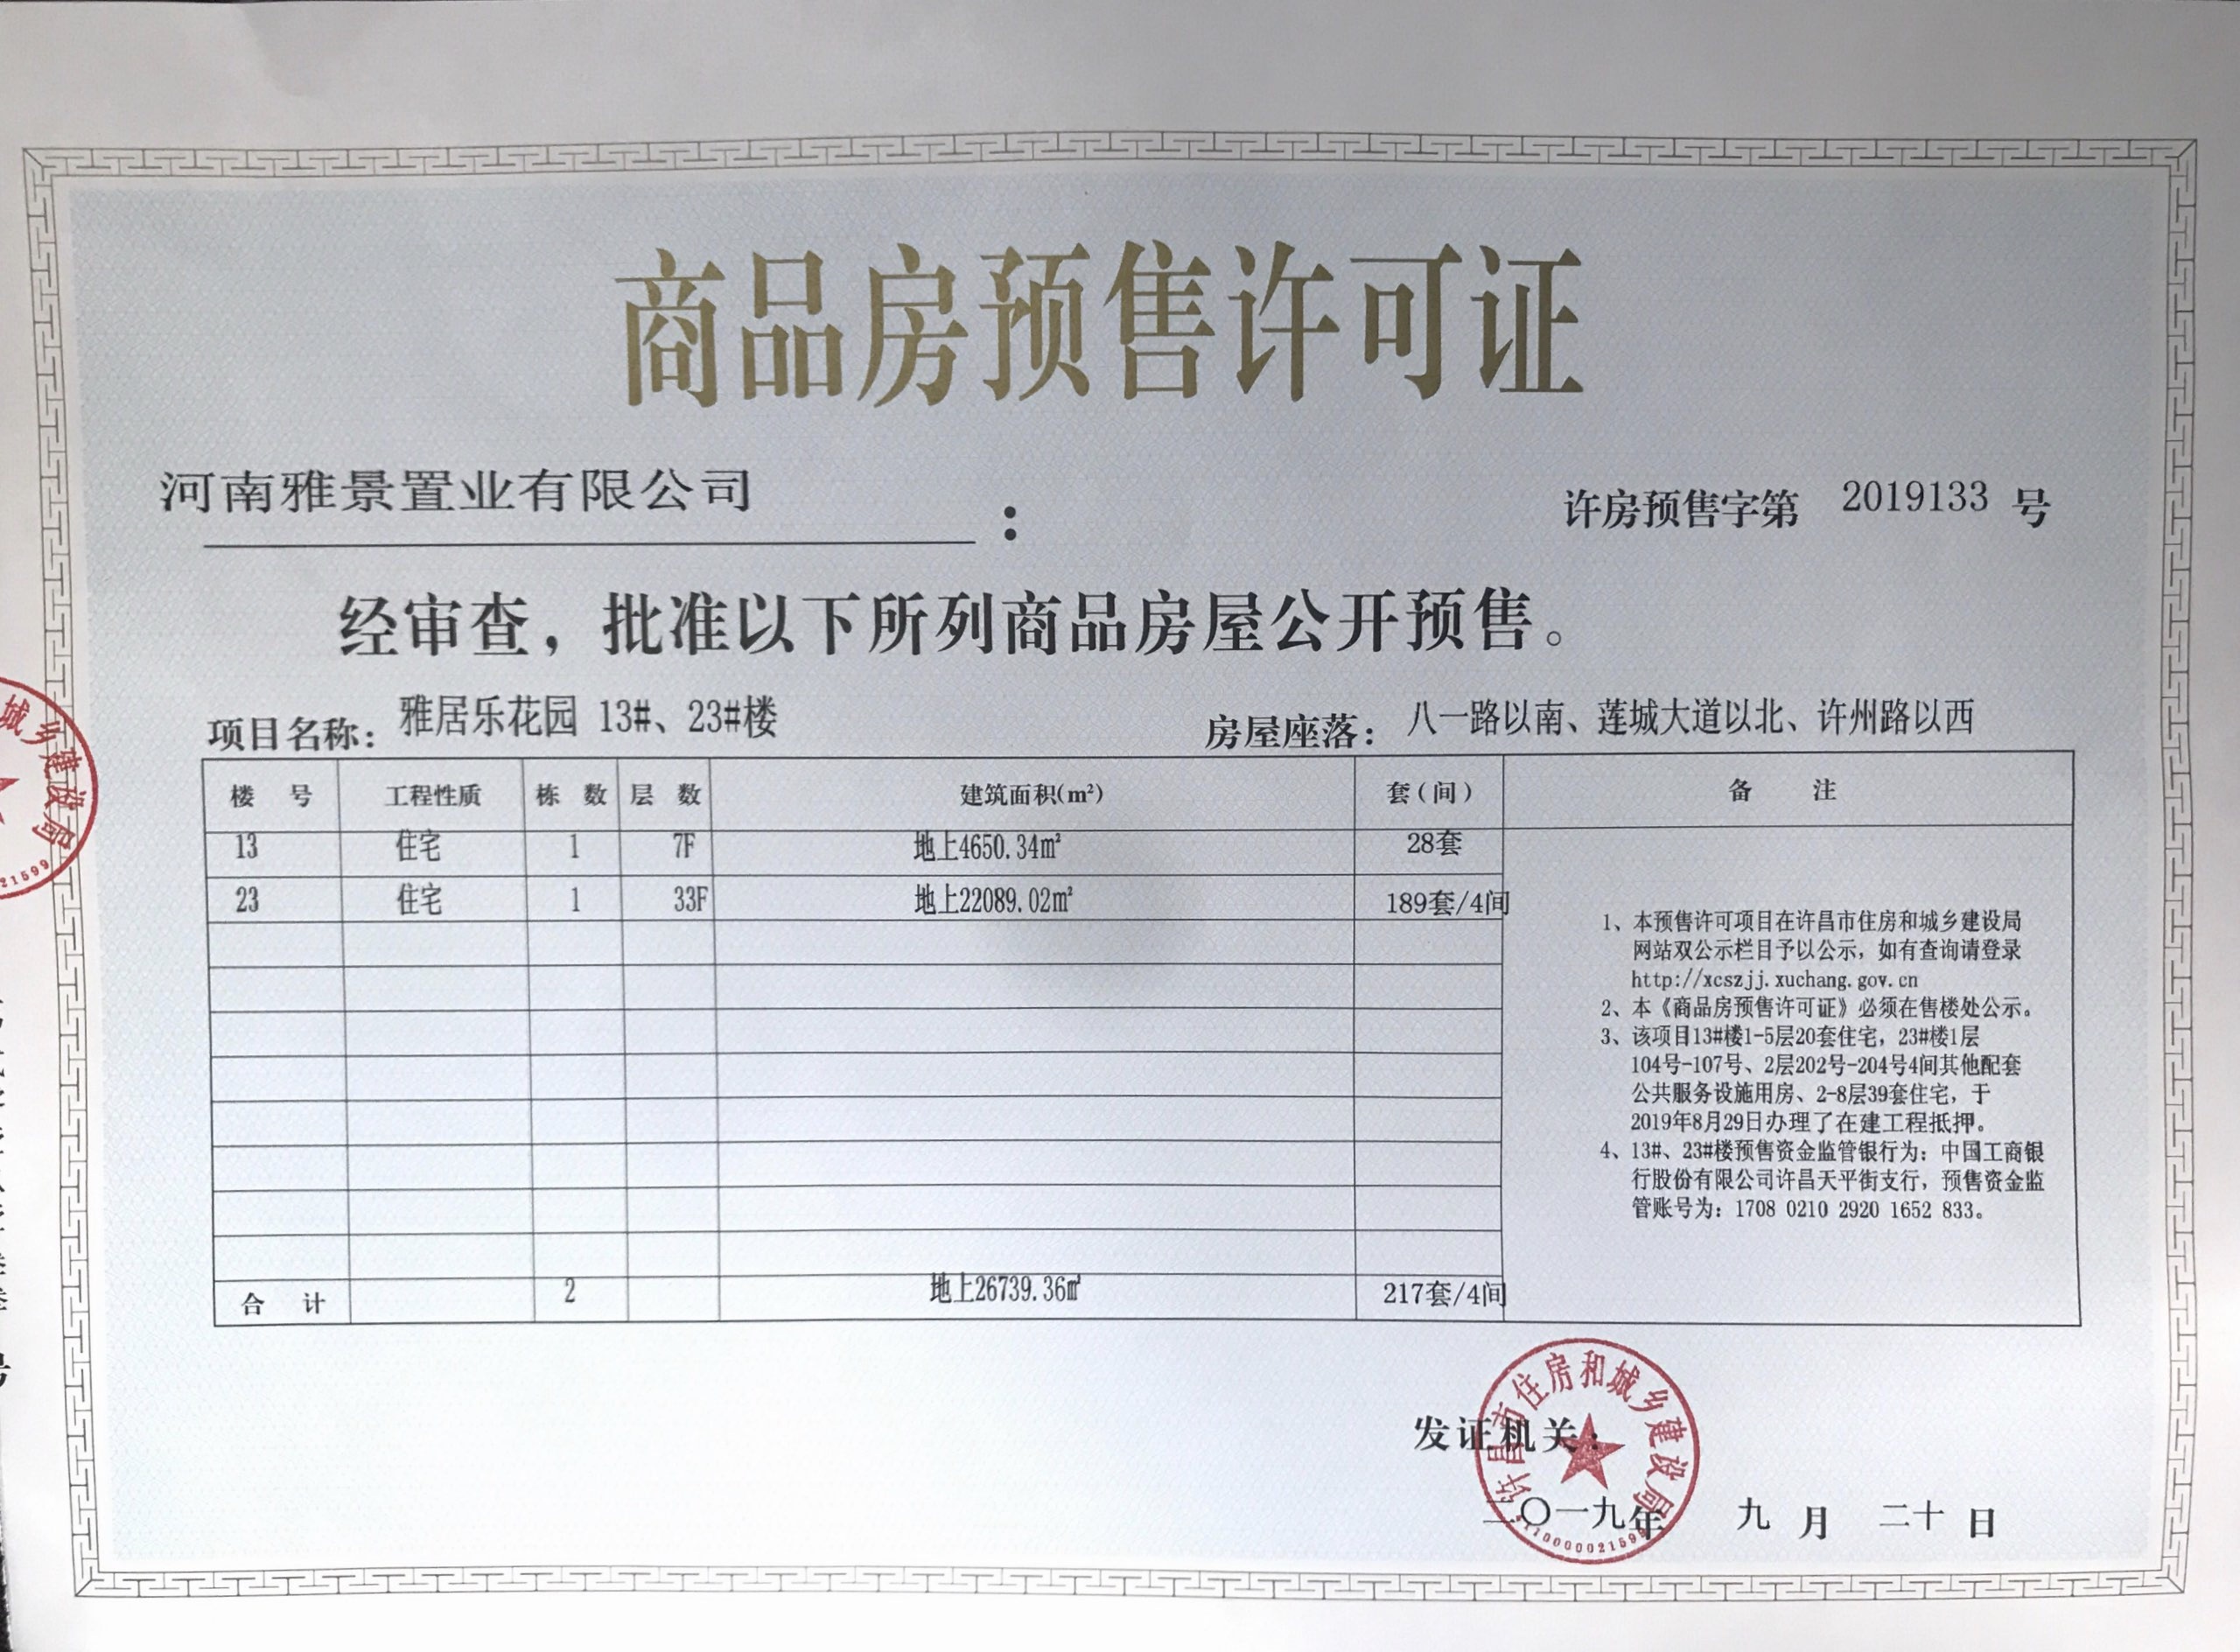 商品房预售许可证
河南雅景置业有限公司：
许房预售字第 2019133 号
经审查，批准以下所列商品房屋公开预售。
项目名称：雅居乐花园 13#、23#楼
房屋座落：八一路以南、莲城大道以北、许州路以西
楼 号 工程性质 栋 数 层 数 建筑面积(m²) 套(间) 备 注
13 住宅 1 7F 地上4650.34㎡ 28套
23 住宅 1 33F 地上22089.02㎡ 189套/4间
1、本预售许可项目在许昌市住房和城乡建设局
网站双公示栏目予以公示，如有查询请登录
http://xcszjj.xuchang.gov.cn
2、本《商品房预售许可证》必须在售楼处公示。
3、该项目13#楼1-5层20套住宅，23#楼1层
104号-107号、2层202号-204号4间其他配套
公共服务设施用房、2-8层39套住宅，于
2019年8月29日办理了在建工程抵押。
4、13#、23#楼预售资金监管银行为：中国工商银
行股份有限公司许昌天平街支行，预售资金监
管账号为：1708 0210 2920 1652 833。
合 计 2 地上26739.36㎡ 217套/4间
许昌市住房和城乡建设局
发证机关：
二〇一九年 九 月 二十 日
城乡建设局
21599